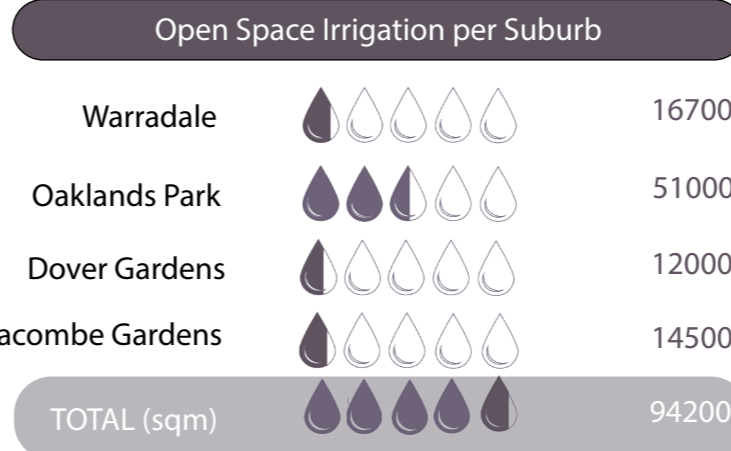 Open Space Irrigation per Suburb
Warradale 16700
Oaklands Park 51000
Dover Gardens 12000
acombe Gardens 14500
TOTAL (sqm) 94200